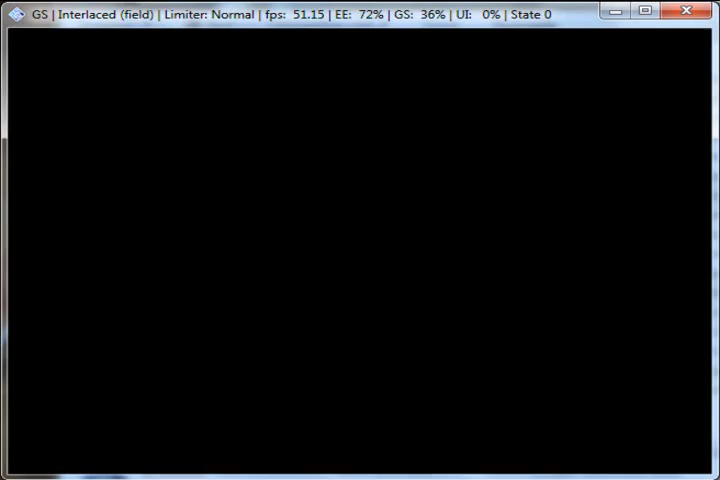 GS | Interlaced (field) | Limiter: Normal | fps: 51.15 | EE: 72% | GS: 36% | UI: 0% | State 0